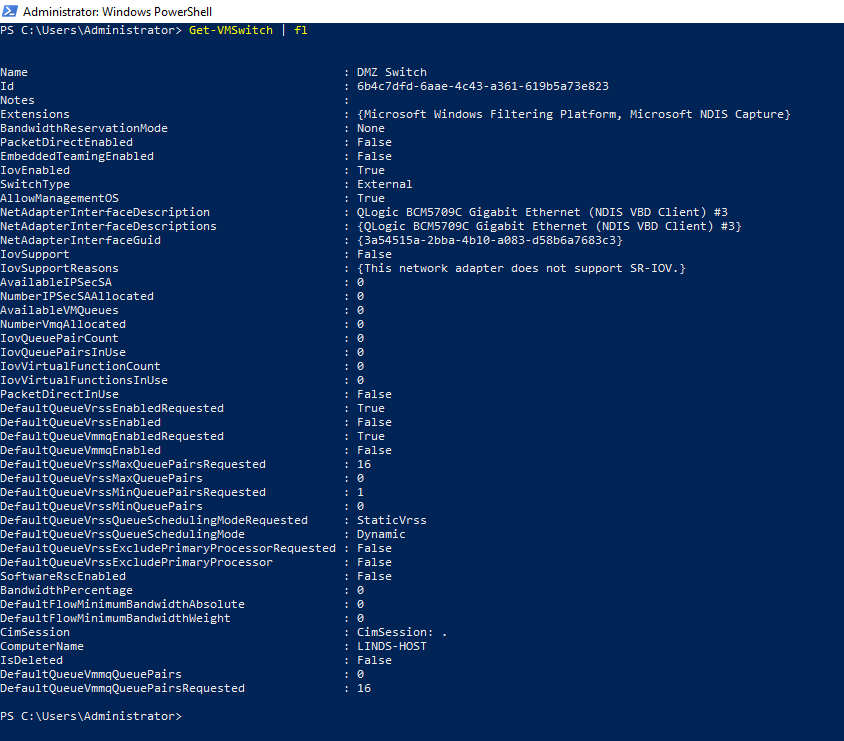 Administrator: Windows PowerShell
PS C:\Users\Administrator> Get-VMSwitch | fl
Name : DMZ Switch
Id : 6b4c7dfd-6aae-4c43-a361-619b5a73e823
Notes :
Extensions : {Microsoft Windows Filtering Platform, Microsoft NDIS Capture}
BandwidthReservationMode : None
PacketDirectEnabled : False
EmbeddedTeamingEnabled : False
IovEnabled : True
SwitchType : External
AllowManagementOS : True
NetAdapterInterfaceDescription : QLogic BCM5709C Gigabit Ethernet (NDIS VBD Client) #3
NetAdapterInterfaceDescriptions : {QLogic BCM5709C Gigabit Ethernet (NDIS VBD Client) #3}
NetAdapterInterfaceGuid : {3a54515a-2bba-4b10-a083-d58b6a7683c3}
IovSupport : False
IovSupportReasons : {This network adapter does not support SR-IOV.}
AvailableIPSecSA : 0
NumberIPSecSAAllocated : 0
AvailableVMQueues : 0
NumberVmqAllocated : 0
IovQueuePairCount : 0
IovQueuePairsInUse : 0
IovVirtualFunctionCount : 0
IovVirtualFunctionsInUse : 0
PacketDirectInUse : False
DefaultQueueVrssEnabledRequested : True
DefaultQueueVrssEnabled : False
DefaultQueueVmmqEnabledRequested : True
DefaultQueueVmmqEnabled : False
DefaultQueueVrssMaxQueuePairsRequested : 16
DefaultQueueVrssMaxQueuePairs : 0
DefaultQueueVrssMinQueuePairsRequested : 1
DefaultQueueVrssMinQueuePairs : 0
DefaultQueueVrssQueueSchedulingModeRequested : StaticVrss
DefaultQueueVrssQueueSchedulingMode : Dynamic
DefaultQueueVrssExcludePrimaryProcessorRequested : False
DefaultQueueVrssExcludePrimaryProcessor : False
SoftwareRscEnabled : False
BandwidthPercentage : 0
DefaultFlowMinimumBandwidthAbsolute : 0
DefaultFlowMinimumBandwidthWeight : 0
CimSession : CimSession: .
ComputerName : LINDS-HOST
IsDeleted : False
DefaultQueueVmmqQueuePairs : 0
DefaultQueueVmmqQueuePairsRequested : 16
PS C:\Users\Administrator>